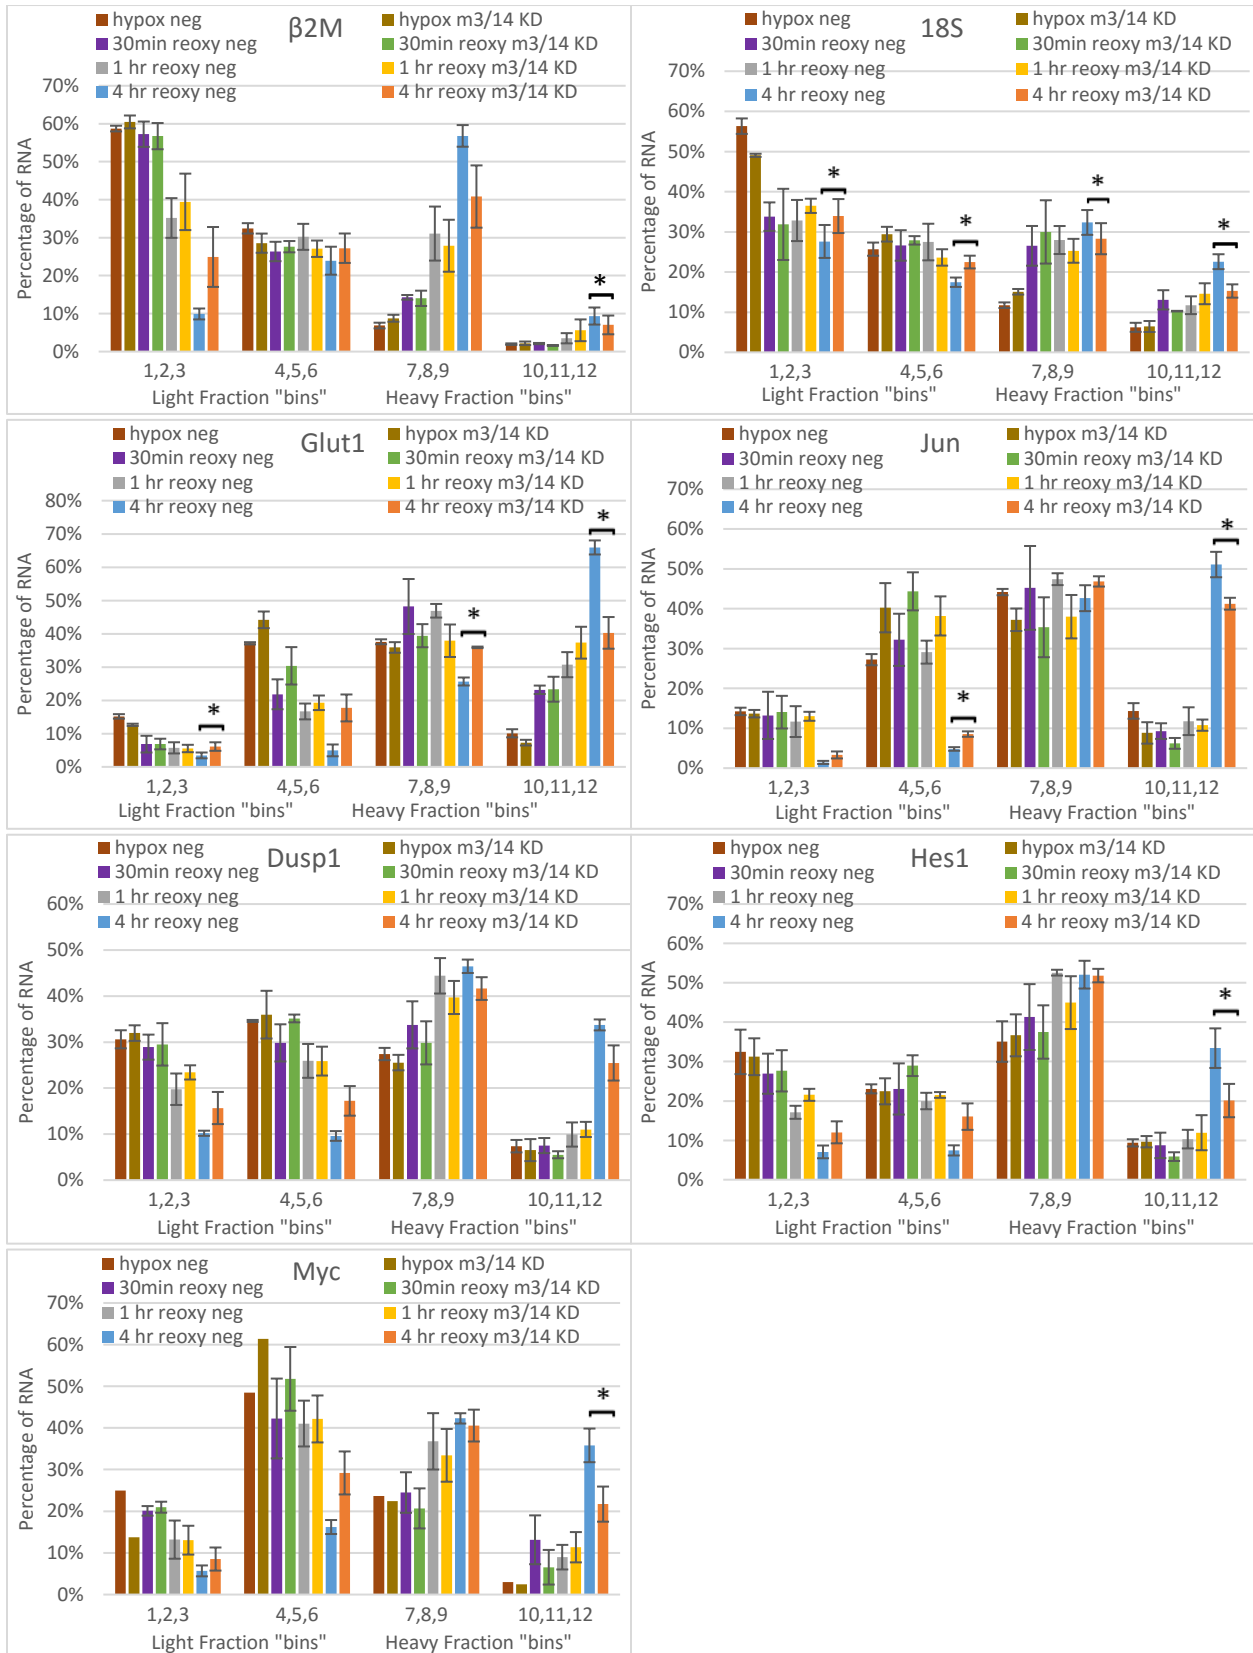 β2M
hypox neg
hypox m3/14 KD
30min reoxy neg
30min reoxy m3/14 KD
1 hr reoxy neg
1 hr reoxy m3/14 KD
4 hr reoxy neg
4 hr reoxy m3/14 KD
Percentage of RNA
70%
60%
50%
40%
30%
20%
10%
0%
*
1,2,3
4,5,6
7,8,9
10,11,12
Light Fraction "bins"
Heavy Fraction "bins"
18S
hypox neg
hypox m3/14 KD
30min reoxy neg
30min reoxy m3/14 KD
1 hr reoxy neg
1 hr reoxy m3/14 KD
4 hr reoxy neg
4 hr reoxy m3/14 KD
Percentage of RNA
70%
60%
50%
40%
30%
20%
10%
0%
*
*
*
*
1,2,3
4,5,6
7,8,9
10,11,12
Light Fraction "bins"
Heavy Fraction "bins"
Glut1
hypox neg
hypox m3/14 KD
30min reoxy neg
30min reoxy m3/14 KD
1 hr reoxy neg
1 hr reoxy m3/14 KD
4 hr reoxy neg
4 hr reoxy m3/14 KD
Percentage of RNA
80%
70%
60%
50%
40%
30%
20%
10%
0%
*
*
*
1,2,3
4,5,6
7,8,9
10,11,12
Light Fraction "bins"
Heavy Fraction "bins"
Jun
hypox neg
hypox m3/14 KD
30min reoxy neg
30min reoxy m3/14 KD
1 hr reoxy neg
1 hr reoxy m3/14 KD
4 hr reoxy neg
4 hr reoxy m3/14 KD
Percentage of RNA
70%
60%
50%
40%
30%
20%
10%
0%
*
*
1,2,3
4,5,6
7,8,9
10,11,12
Light Fraction "bins"
Heavy Fraction "bins"
Dusp1
hypox neg
hypox m3/14 KD
30min reoxy neg
30min reoxy m3/14 KD
1 hr reoxy neg
1 hr reoxy m3/14 KD
4 hr reoxy neg
4 hr reoxy m3/14 KD
Percentage of RNA
60%
50%
40%
30%
20%
10%
0%
1,2,3
4,5,6
7,8,9
10,11,12
Light Fraction "bins"
Heavy Fraction "bins"
Hes1
hypox neg
hypox m3/14 KD
30min reoxy neg
30min reoxy m3/14 KD
1 hr reoxy neg
1 hr reoxy m3/14 KD
4 hr reoxy neg
4 hr reoxy m3/14 KD
Percentage of RNA
70%
60%
50%
40%
30%
20%
10%
0%
*
1,2,3
4,5,6
7,8,9
10,11,12
Light Fraction "bins"
Heavy Fraction "bins"
Myc
hypox neg
hypox m3/14 KD
30min reoxy neg
30min reoxy m3/14 KD
1 hr reoxy neg
1 hr reoxy m3/14 KD
4 hr reoxy neg
4 hr reoxy m3/14 KD
Percentage of RNA
70%
60%
50%
40%
30%
20%
10%
0%
*
1,2,3
4,5,6
7,8,9
10,11,12
Light Fraction "bins"
Heavy Fraction "bins"